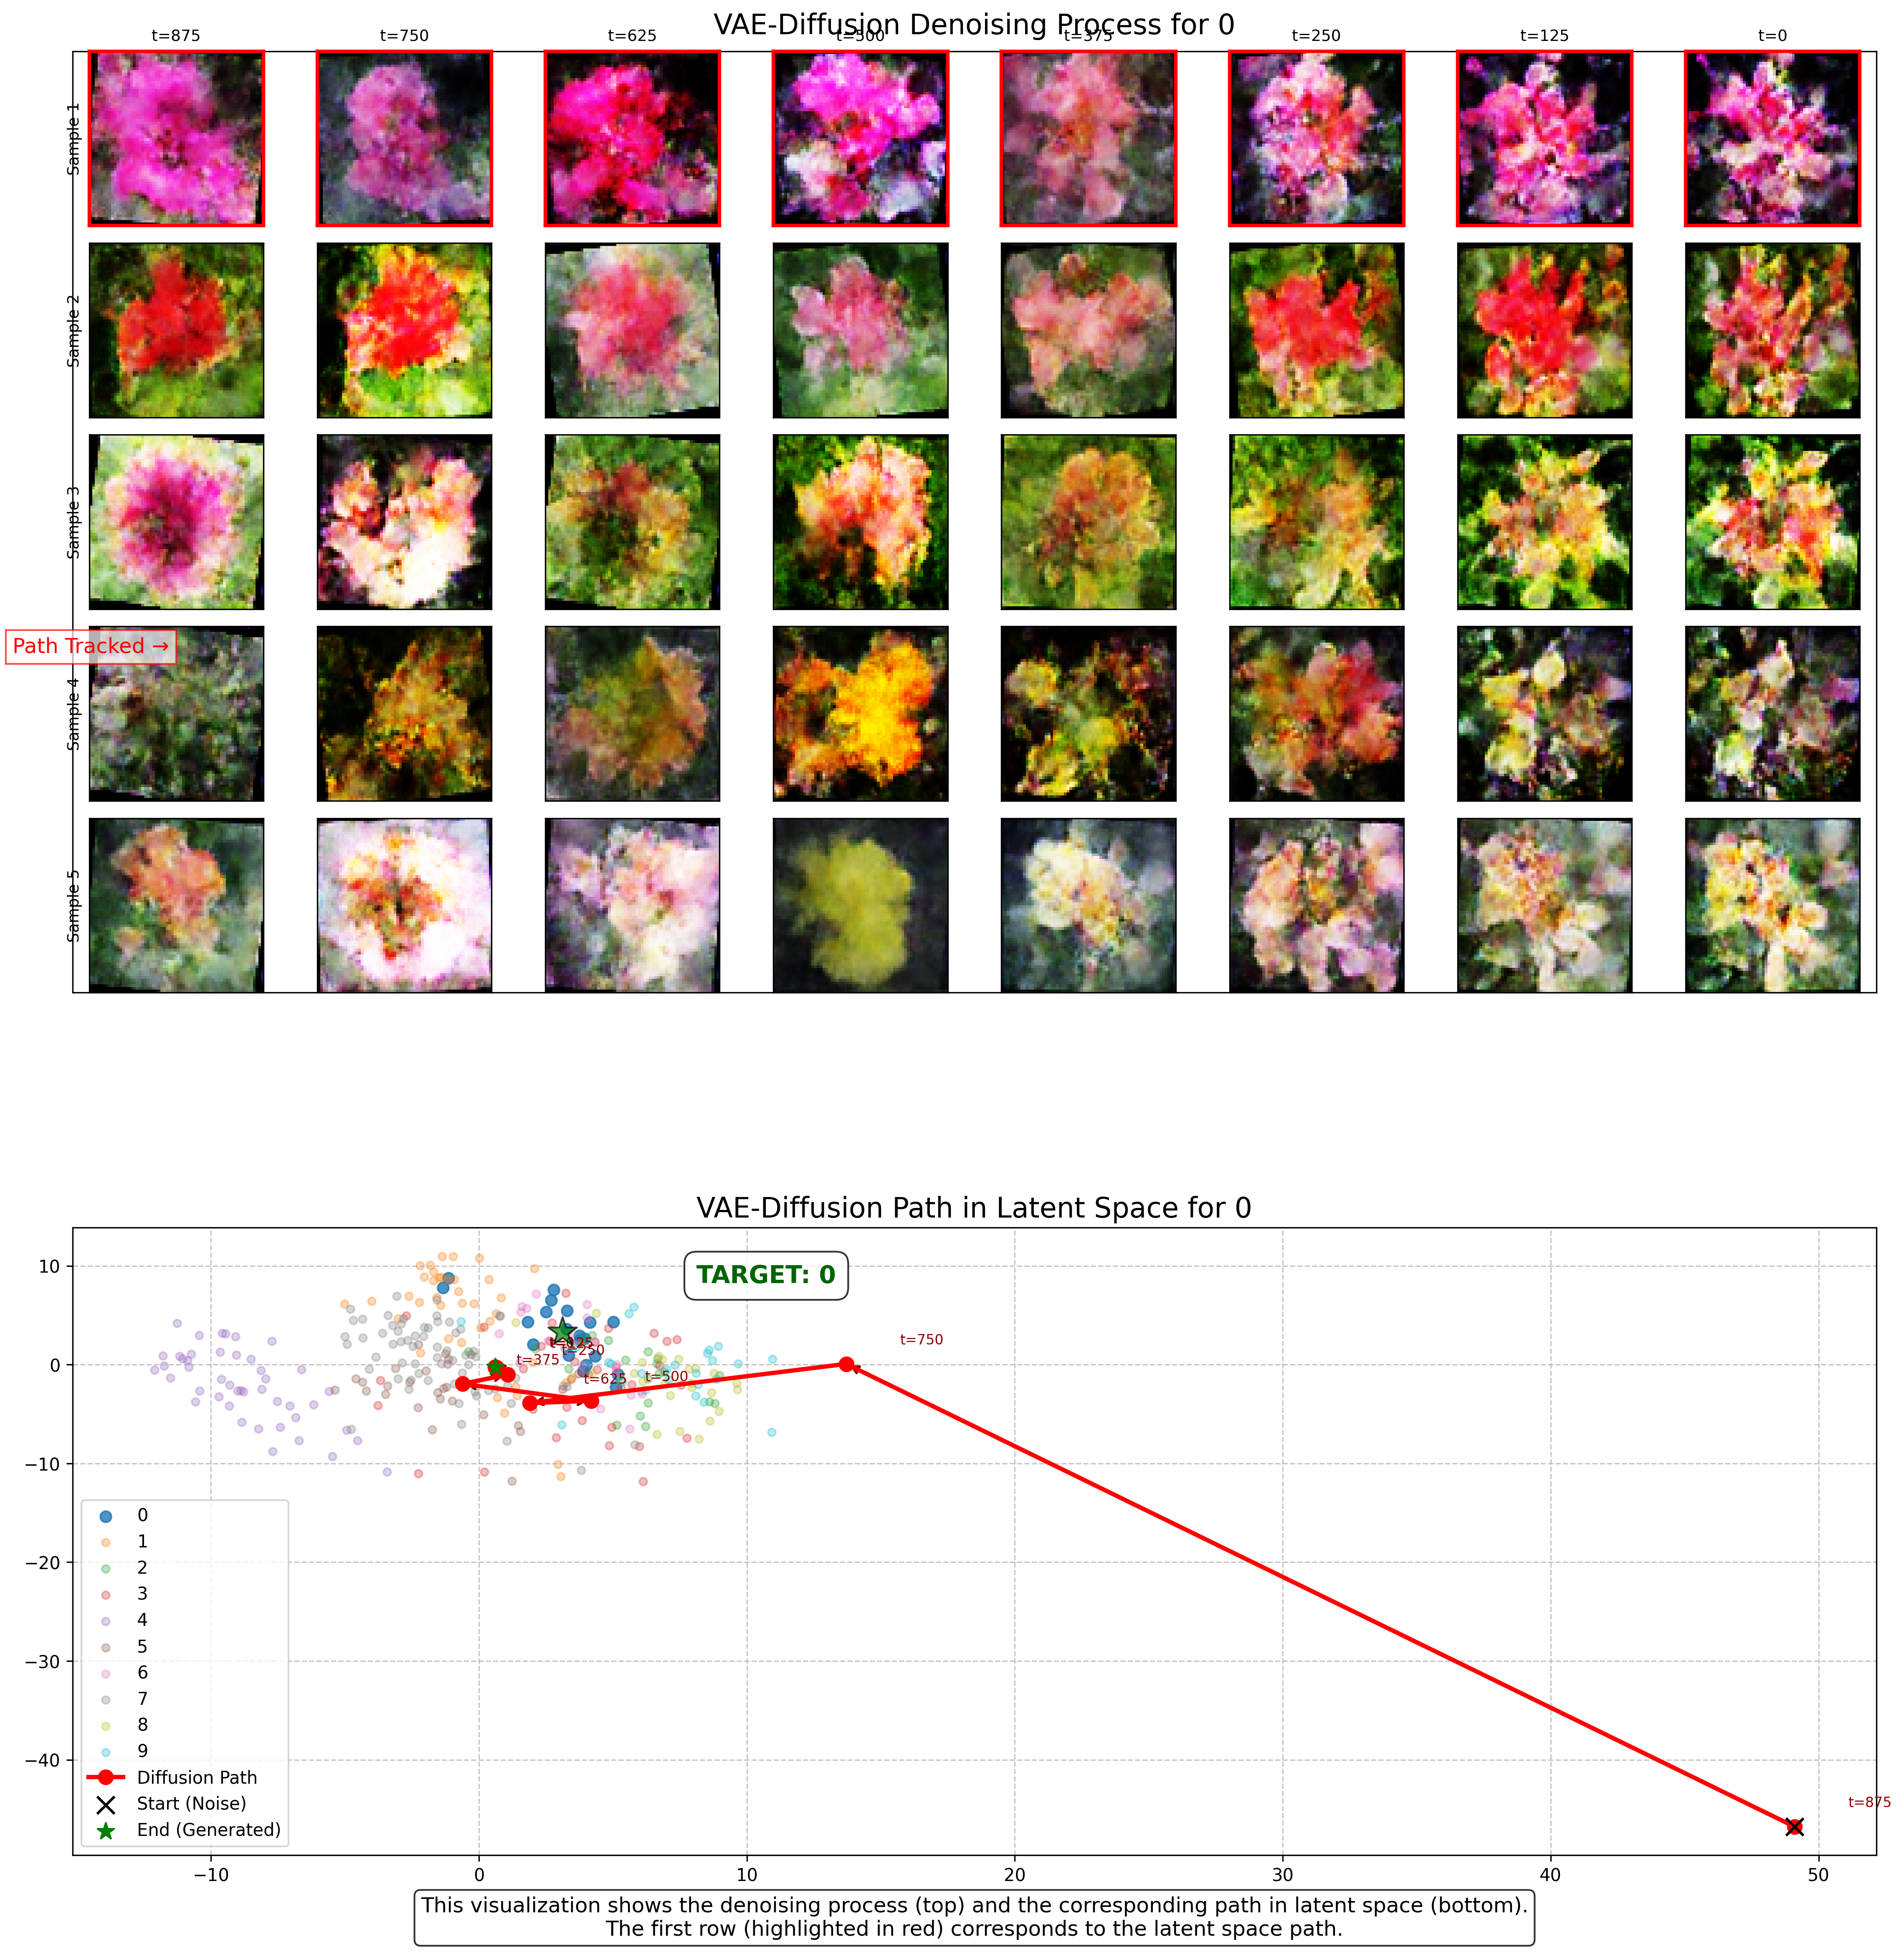 VAE-Diffusion Denoising Process for 0
t=875 t=750 t=625 t=500 t=375 t=250 t=125 t=0
Sample 1
Sample 2
Sample 3
Path Tracked →
Sample 4
Sample 5
VAE-Diffusion Path in Latent Space for 0
TARGET: 0
t=750
t=125
t=250
t=375
t=625
t=500
t=875
10
0
−10
−20
−30
−40
0
1
2
3
4
5
6
7
8
9
Diffusion Path
Start (Noise)
End (Generated)
−10 0 10 20 30 40 50
This visualization shows the denoising process (top) and the corresponding path in latent space (bottom).
The first row (highlighted in red) corresponds to the latent space path.